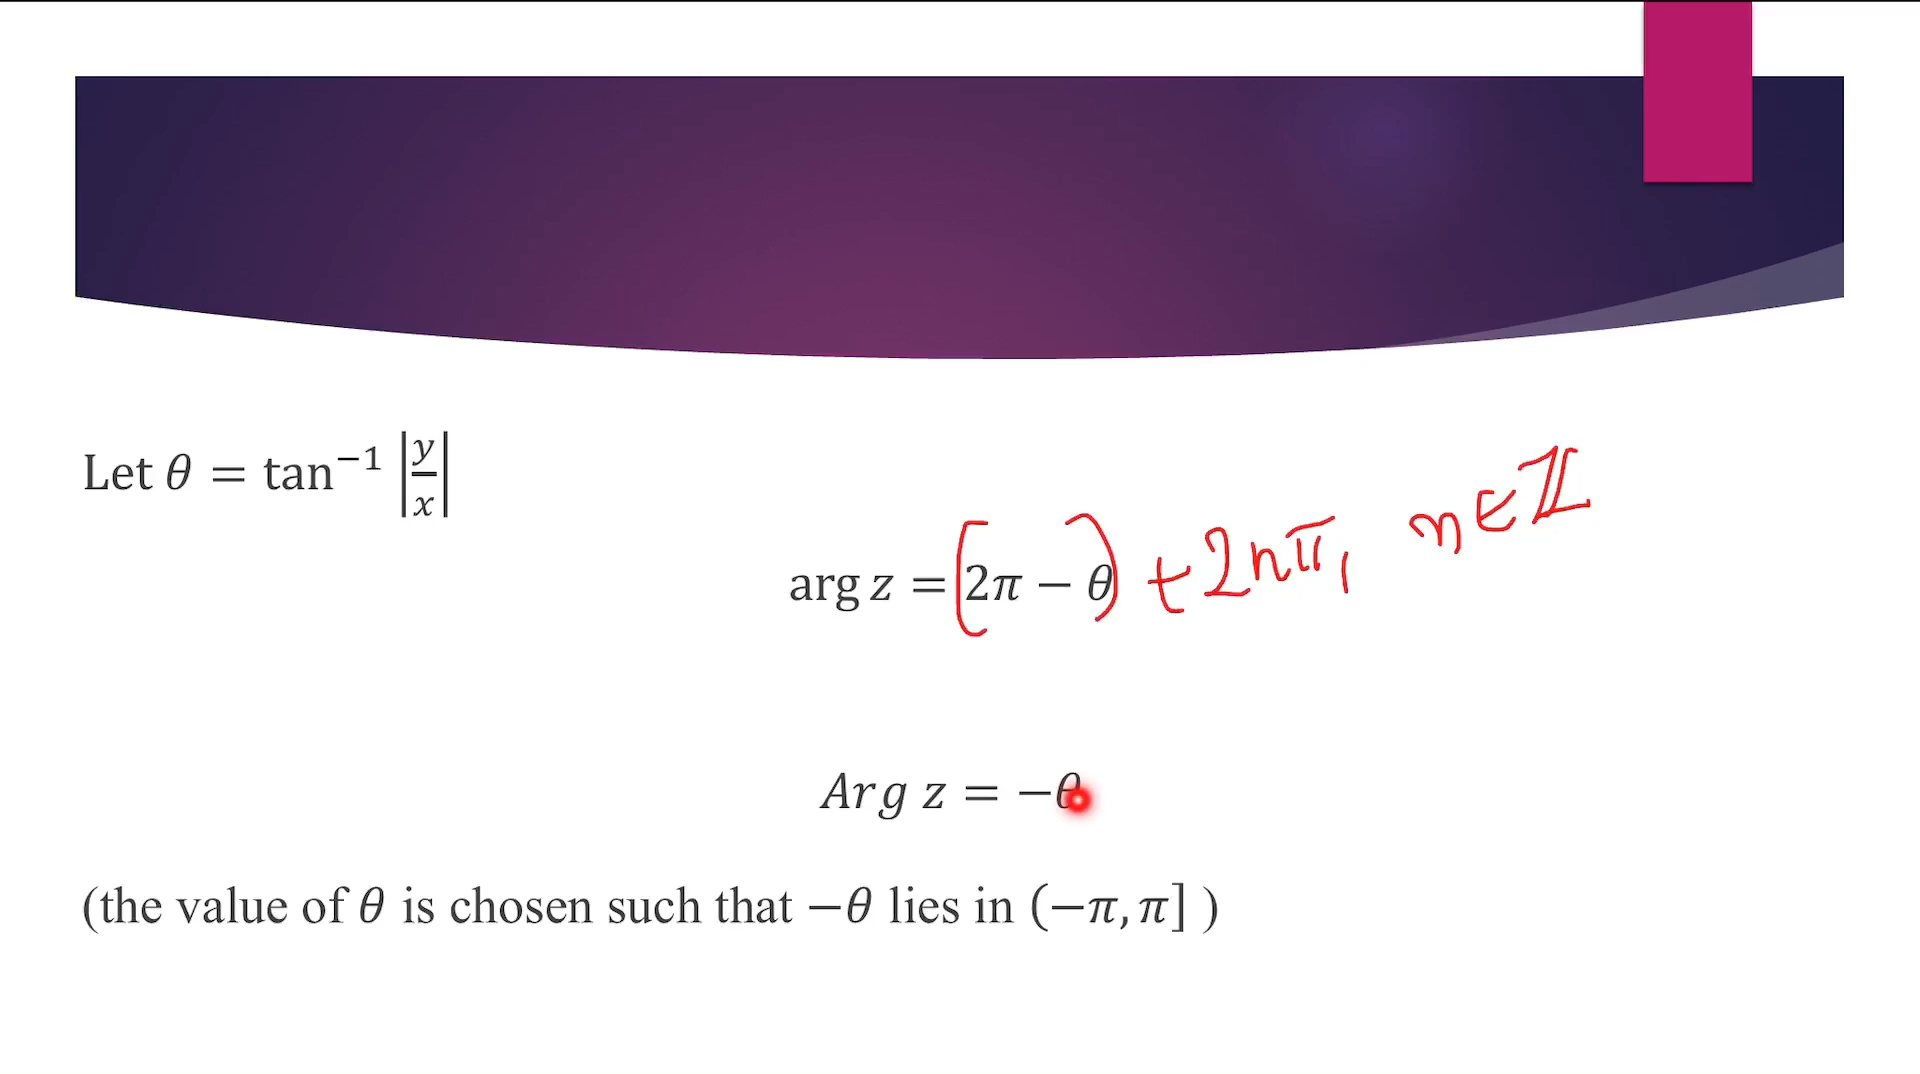 Let θ = tan⁻¹ |y/x|
arg z = (2π − θ) + 2nπ, n ∈ ℤ
Arg z = −θ
(the value of θ is chosen such that −θ lies in (−π, π] )